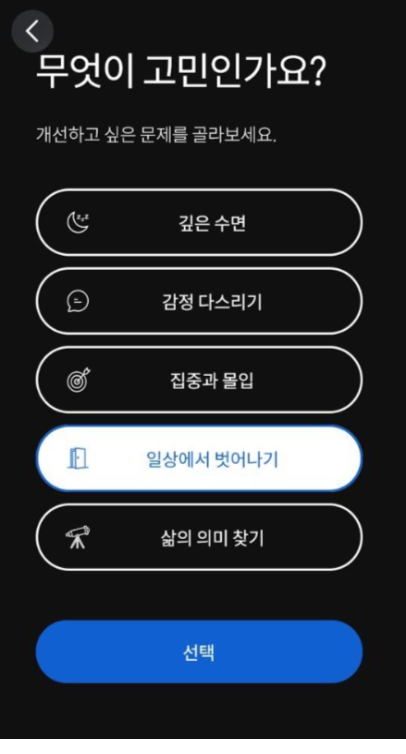 무엇이 고민인가요?
개선하고 싶은 문제를 골라보세요.
깊은 수면
감정 다스리기
집중과 몰입
일상에서 벗어나기
삶의 의미 찾기
선택